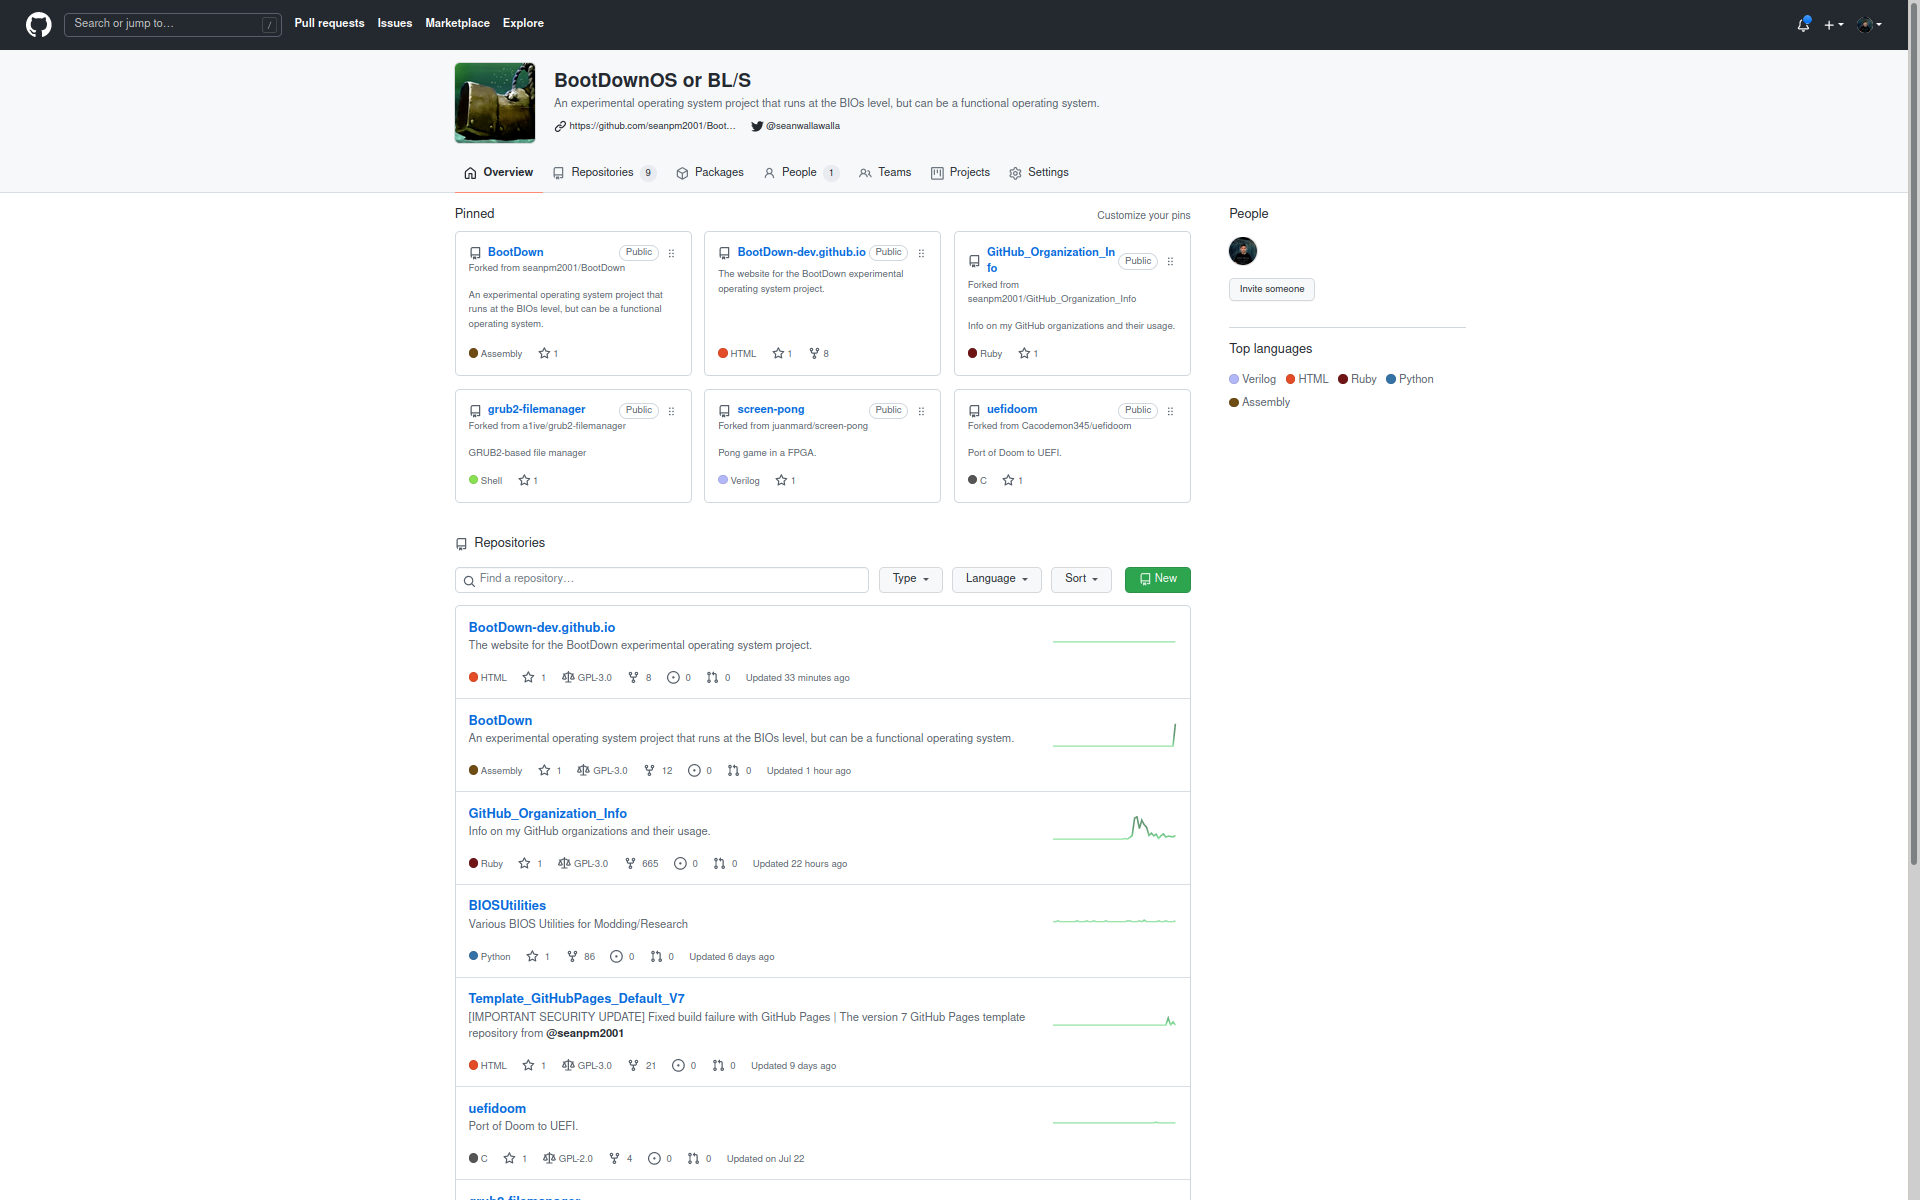 Search or jump to…
/
Pull requests
Issues
Marketplace
Explore
BootDownOS or BL/S
An experimental operating system project that runs at the BIOs level, but can be a functional operating system.
https://github.com/seanpm2001/Boot…
@seanwallawalla
Overview
Repositories 9
Packages
People 1
Teams
Projects
Settings
Pinned
Customize your pins
BootDown
Public
Forked from seanpm2001/BootDown
An experimental operating system project that
runs at the BIOs level, but can be a functional
operating system.
Assembly 1
BootDown-dev.github.io
Public
The website for the BootDown experimental
operating system project.
HTML 1 8
GitHub_Organization_In
fo
Public
Forked from
seanpm2001/GitHub_Organization_Info
Info on my GitHub organizations and their usage.
Ruby 1
grub2-filemanager
Public
Forked from a1ive/grub2-filemanager
GRUB2-based file manager
Shell 1
screen-pong
Public
Forked from juanmard/screen-pong
Pong game in a FPGA.
Verilog 1
uefidoom
Public
Forked from Cacodemon345/uefidoom
Port of Doom to UEFI.
C 1
People
Invite someone
Top languages
Verilog HTML Ruby Python
Assembly
Repositories
Find a repository…
Type
Language
Sort
New
BootDown-dev.github.io
The website for the BootDown experimental operating system project.
HTML 1 GPL-3.0 8 0 0 Updated 33 minutes ago
BootDown
An experimental operating system project that runs at the BIOs level, but can be a functional operating system.
Assembly 1 GPL-3.0 12 0 0 Updated 1 hour ago
GitHub_Organization_Info
Info on my GitHub organizations and their usage.
Ruby 1 GPL-3.0 665 0 0 Updated 22 hours ago
BIOSUtilities
Various BIOS Utilities for Modding/Research
Python 1 86 0 0 Updated 6 days ago
Template_GitHubPages_Default_V7
[IMPORTANT SECURITY UPDATE] Fixed build failure with GitHub Pages | The version 7 GitHub Pages template
repository from @seanpm2001
HTML 1 GPL-3.0 21 0 0 Updated 9 days ago
uefidoom
Port of Doom to UEFI.
C 1 GPL-2.0 4 0 0 Updated on Jul 22
grub2-filemanager